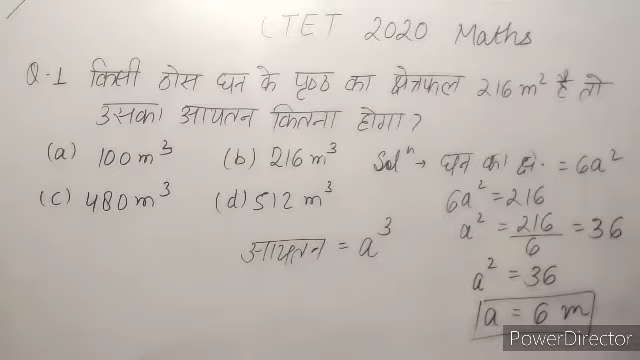 CTET 2020 Maths
Q-1 किसी ठोस घन के पृष्ठ का क्षेत्रफल 216 m² है तो
उसका आयतन कितना होगा?
(a) 100 m³ (b) 216 m³
(c) 480 m³ (d) 512 m³
Solⁿ → घन का क्षे. = 6a²
6a² = 216
a² = 216/6 = 36
a² = 36
a = 6 m
आयतन = a³
PowerDirector